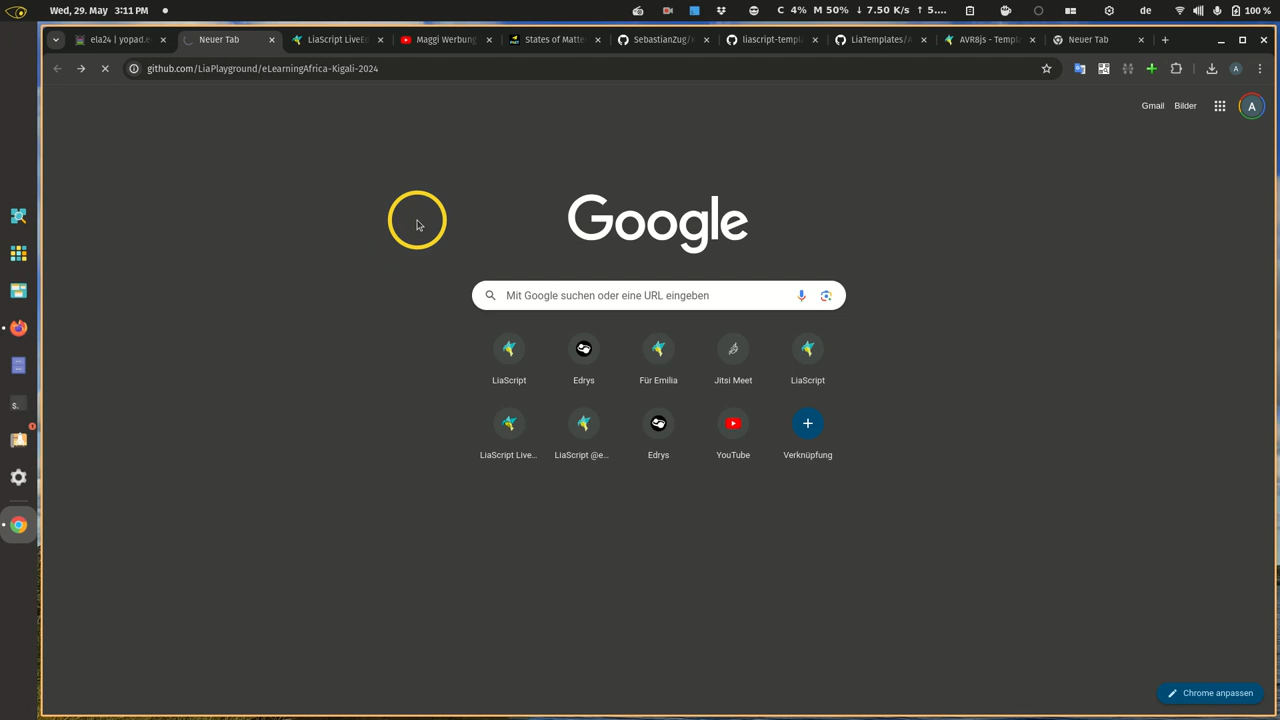 Wed, 29. May  3:11 PM
C 4% M 50% ↓ 7.50 K/s ↑ 5....
de
100 %
ela24 | yopad.e
Neuer Tab
LiaScript LiveE
Maggi Werbung
States of Matte
SebastianZug/
liascript-templ
LiaTemplates/A
AVR8js - Templ
Neuer Tab
github.com/LiaPlayground/eLearningAfrica-Kigali-2024
A
Gmail
Bilder
A
Google
Mit Google suchen oder eine URL eingeben
LiaScript
Edrys
Für Emilia
Jitsi Meet
LiaScript
LiaScript Live...
LiaScript @e...
Edrys
YouTube
Verknüpfung
s.
1
Chrome anpassen